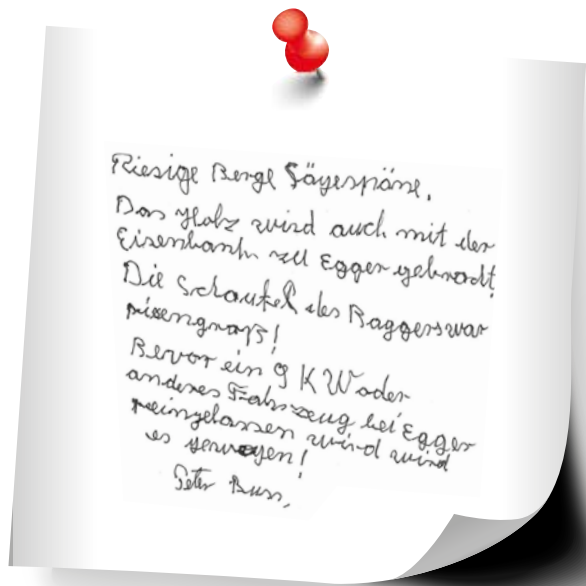 Riesige Berge Sägespäne.
Das Holz wird auch mit der
Eisenbahn zu Egger gebracht!
Die Schaufel des Baggers war
riesengroß!
Bevor ein LKW oder
anderes Fahrzeug bei Egger
reingelassen wird wird
es gewogen!
Peter